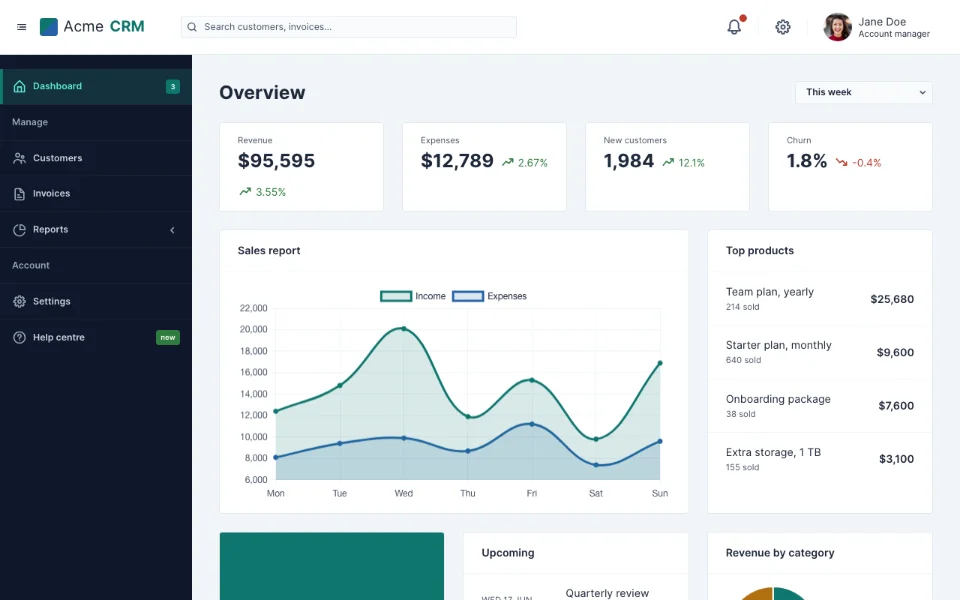 Acme CRM
Search customers, invoices...
Jane Doe
Account manager
Dashboard
3
Manage
Customers
Invoices
Reports
Account
Settings
Help centre
new
Overview
This week
Revenue
$95,595
3.55%
Expenses
$12,789
2.67%
New customers
1,984
12.1%
Churn
1.8%
-0.4%
Sales report
Income
Expenses
22,000
20,000
18,000
16,000
14,000
12,000
10,000
8,000
6,000
Mon
Tue
Wed
Thu
Fri
Sat
Sun
Top products
Team plan, yearly
214 sold
$25,680
Starter plan, monthly
640 sold
$9,600
Onboarding package
38 sold
$7,600
Extra storage, 1 TB
155 sold
$3,100
Upcoming
WED 17 JUN
Quarterly review
Revenue by category